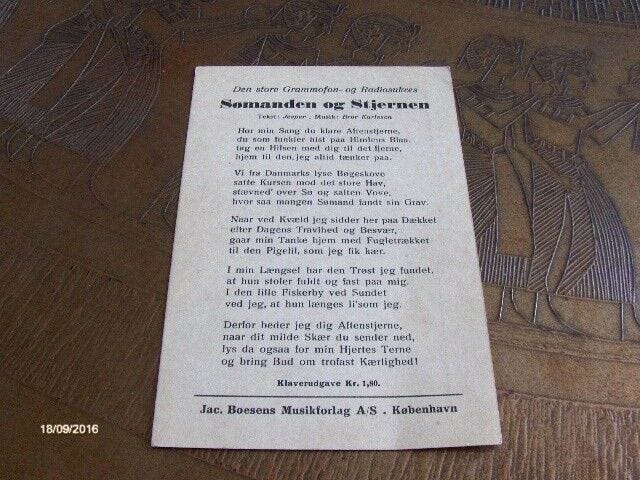 Den store Grammofon- og Radiosukces
Sømanden og Stjernen
Tekst: Jesper . Musik: Bror Karlsson
Hør min Sang du klare Aftenstjerne,
du som funkler hist paa Himlens Blaa,
tag en Hilsen med dig til det fjerne,
hjem til den, jeg altid tænker paa.
Vi fra Danmarks lyse Bøgeskove
satte Kursen mod det store Hav,
stævned' over Sø og salten Vove,
hvor saa mangen Sømand fandt sin Grav.
Naar ved Kvæld jeg sidder her paa Dækket
efter Dagens Travlhed og Besvær,
gaar min Tanke hjem med Fugletrækket
til den Pigelil, som jeg fik kær.
I min Længsel har den Trøst jeg fundet,
at hun stoler fuldt og fast paa mig.
I den lille Fiskerby ved Sundet
ved jeg, at hun længes li'som jeg.
Derfor beder jeg dig Aftenstjerne,
naar dit milde Skær du sender ned,
lys da ogsaa for min Hjertes Terne
og bring Bud om trofast Kærlighed!
Klaverudgave Kr. 1,80.
Jac. Boesens Musikforlag A/S . København
18/09/2016